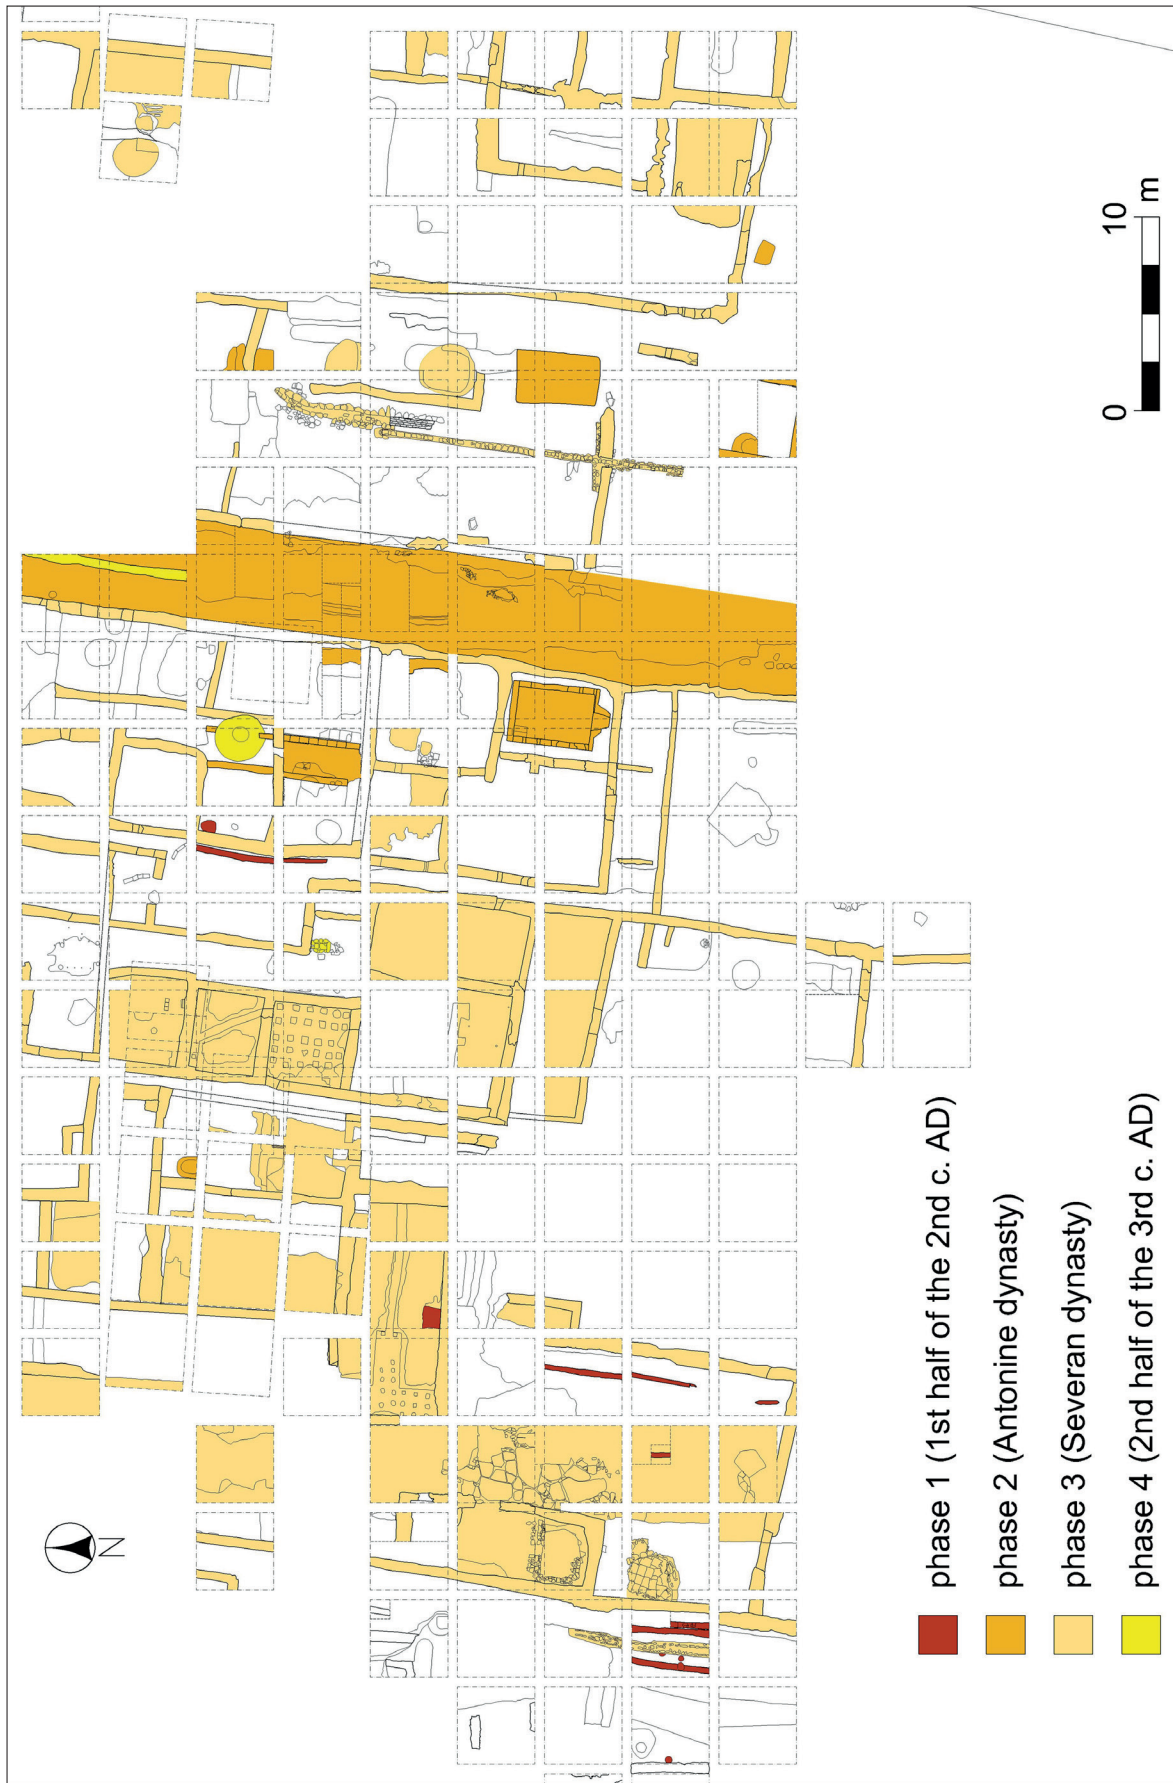 N
0 10 m
phase 1 (1st half of the 2nd c. AD)
phase 2 (Antonine dynasty)
phase 3 (Severan dynasty)
phase 4 (2nd half of the 3rd c. AD)